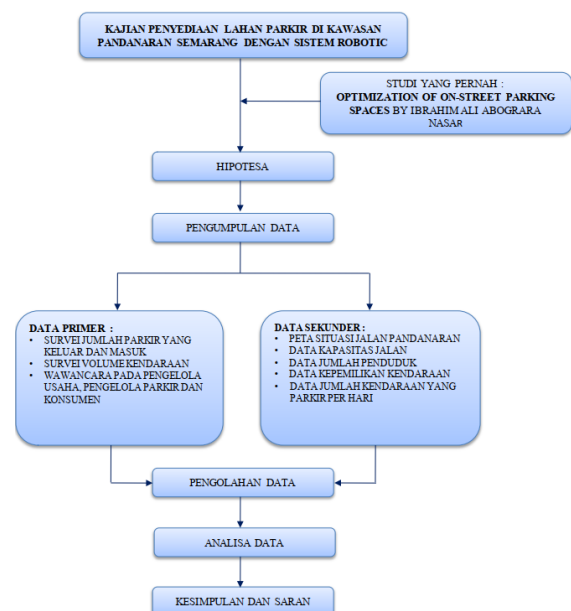 KAJIAN PENYEDIAAN LAHAN PARKIR DI KAWASAN
PANDANARAN SEMARANG DENGAN SISTEM ROBOTIC
STUDI YANG PERNAH :
OPTIMIZATION OF ON-STREET PARKING
SPACES BY IBRAHIM ALI ABOGRARA
NASAR
HIPOTESA
PENGUMPULAN DATA
DATA PRIMER :
• SURVEI JUMLAH PARKIR YANG
KELUAR DAN MASUK
• SURVEI VOLUME KENDARAAN
• WAWANCARA PADA PENGELOLA
USAHA, PENGELOLA PARKIR DAN
KONSUMEN
DATA SEKUNDER :
• PETA SITUASI JALAN PANDANARAN
• DATA KAPASITAS JALAN
• DATA JUMLAH PENDUDUK
• DATA KEPEMILIKAN KENDARAAN
• DATA JUMLAH KENDARAAN YANG
PARKIR PER HARI
PENGOLAHAN DATA
ANALISA DATA
KESIMPULAN DAN SARAN